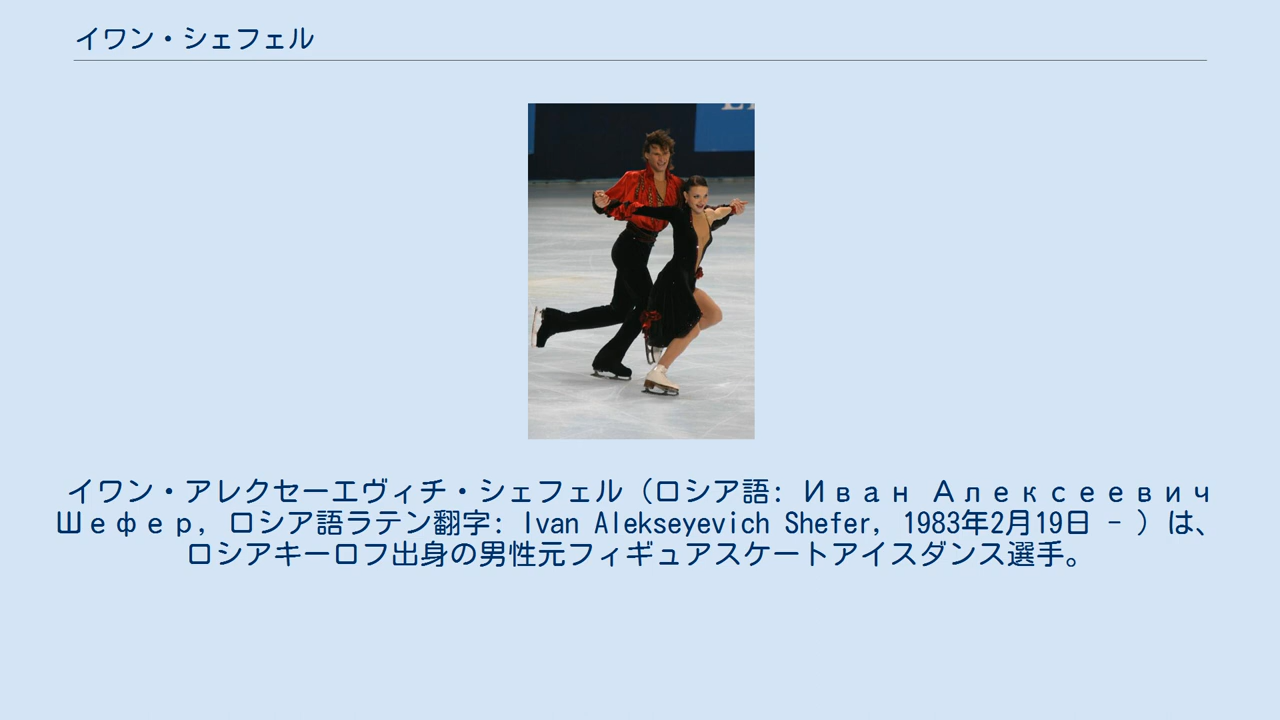 イワン・シェフェル
イワン・アレクセーエヴィチ・シェフェル（ロシア語: Иван Алексеевич
Шефер, ロシア語ラテン翻字: Ivan Alekseyevich Shefer, 1983年2月19日 - ）は、
ロシアキーロフ出身の男性元フィギュアスケートアイスダンス選手。